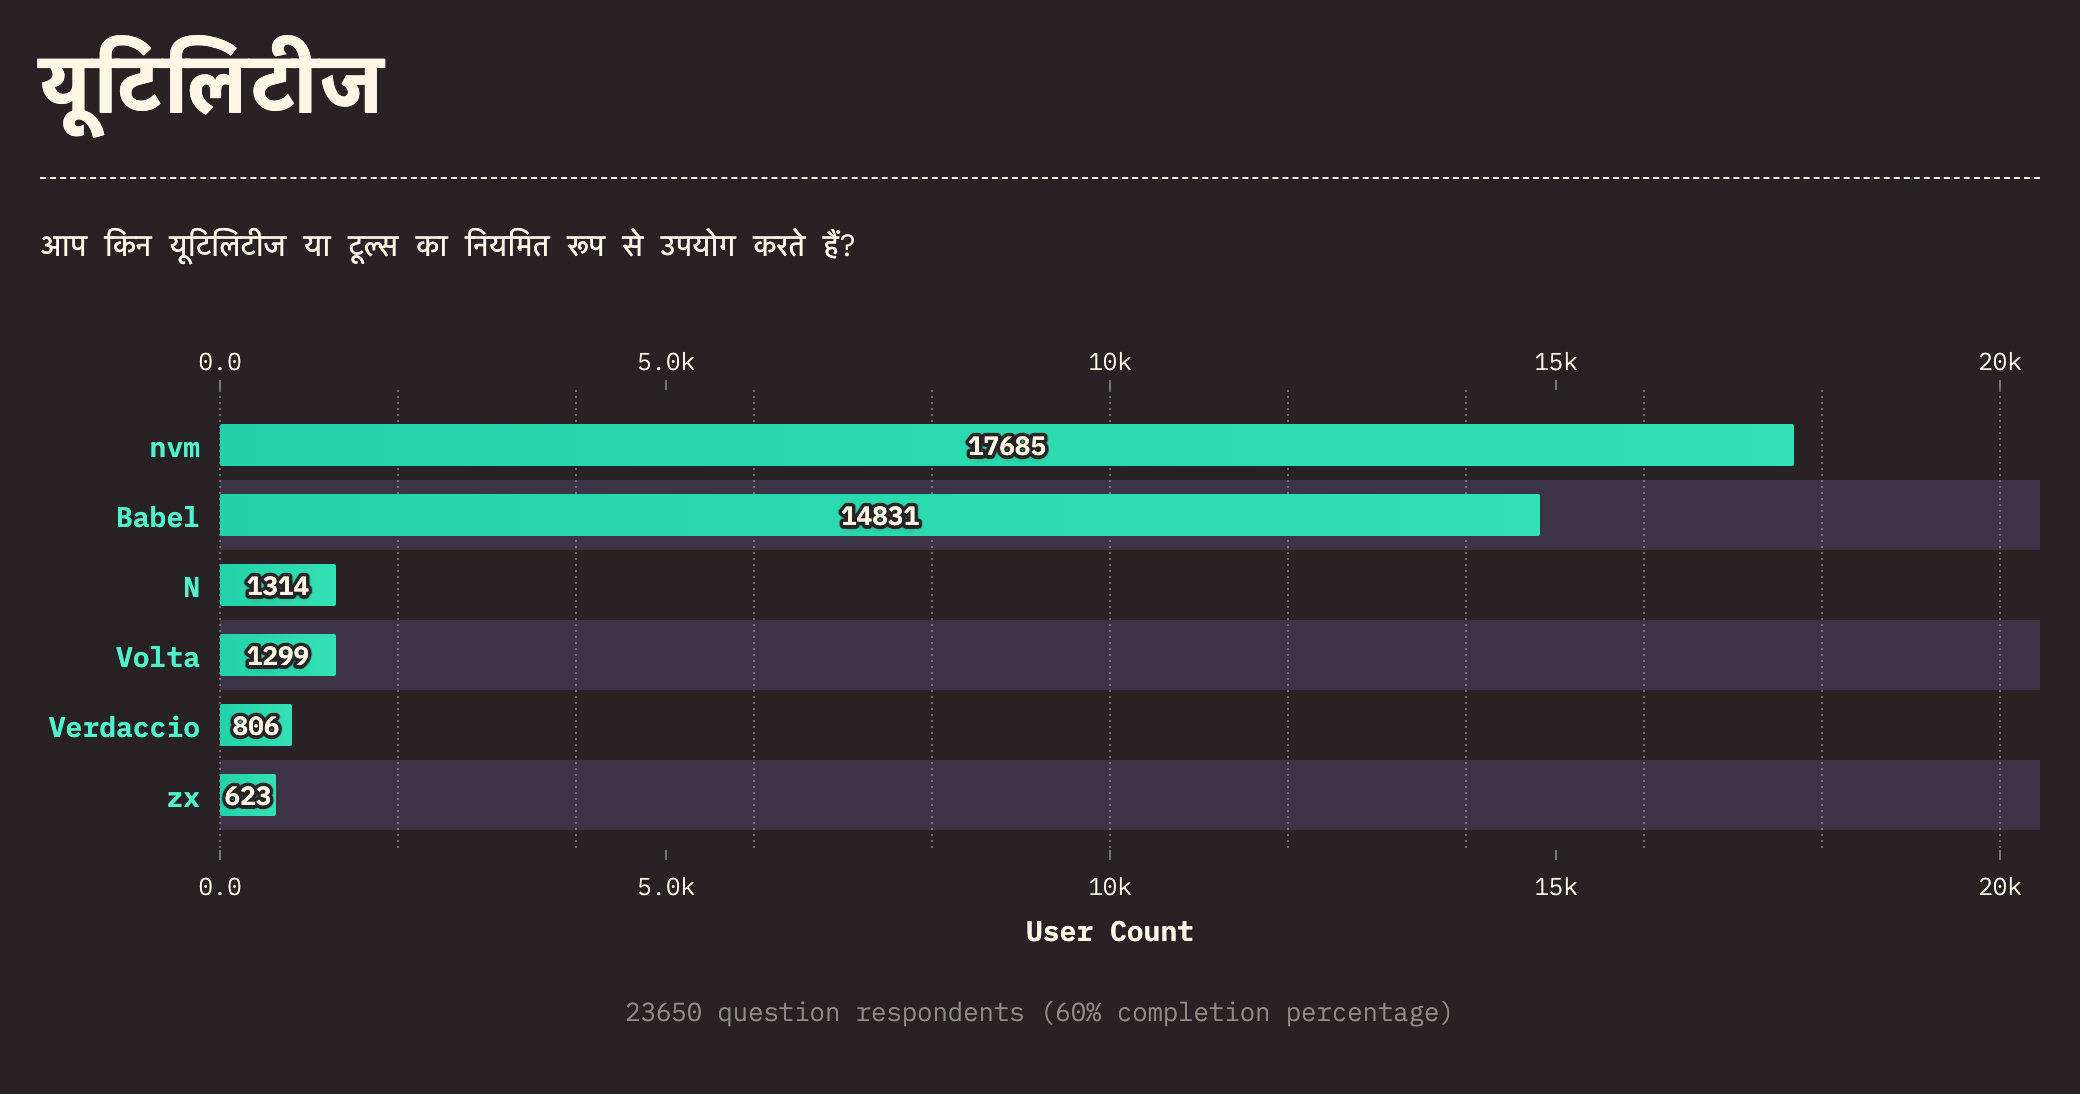 यूटिलिटीज
आप किन यूटिलिटीज या टूल्स का नियमित रूप से उपयोग करते हैं?
0.0 5.0k 10k 15k 20k
nvm 17685
Babel 14831
N 1314
Volta 1299
Verdaccio 806
zx 623
0.0 5.0k 10k 15k 20k
User Count
23650 question respondents (60% completion percentage)